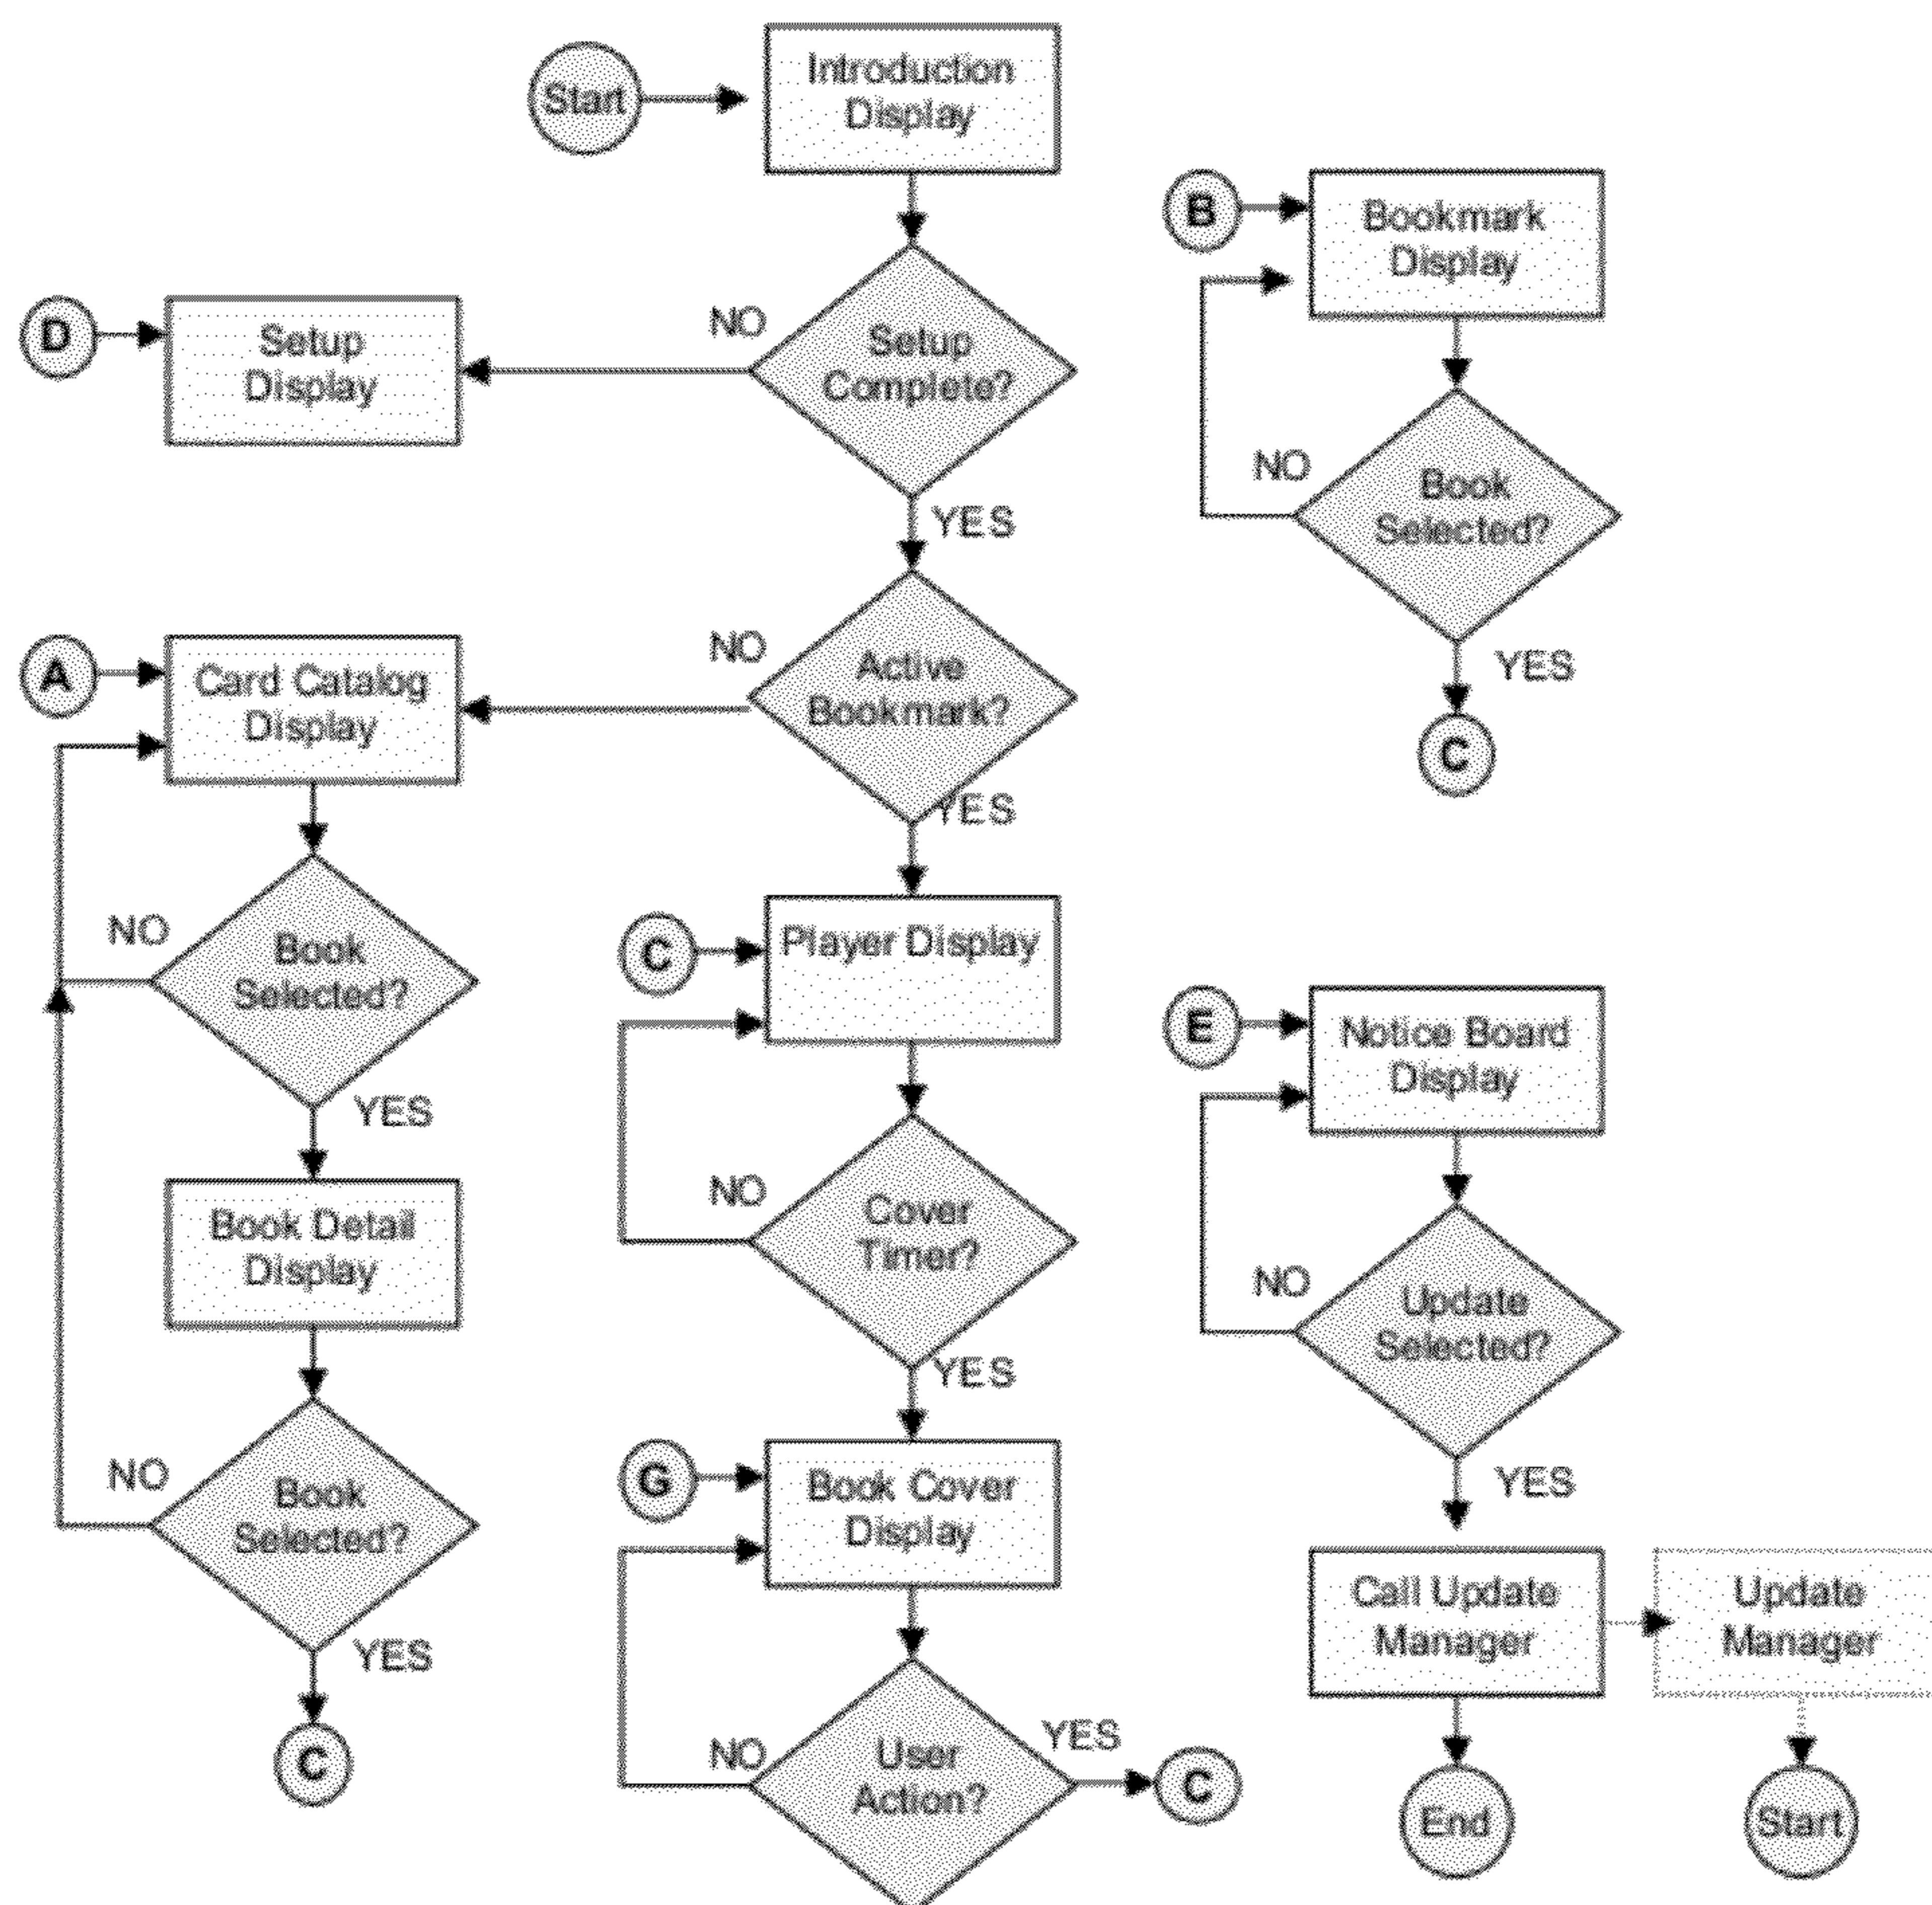 Start
Introduction
Display
B
Bookmark
Display
D
Setup
Display
NO
Setup
Complete?
YES
NO
Book
Selected?
YES
C
A
Card Catalog
Display
NO
Active
Bookmark?
YES
NO
Book
Selected?
YES
C
Player Display
E
Notice Board
Display
Book Detail
Display
NO
Cover
Timer?
YES
NO
Update
Selected?
YES
NO
Book
Selected?
YES
C
G
Book Cover
Display
NO
User
Action?
YES
C
Call Update
Manager
Update
Manager
End
Start